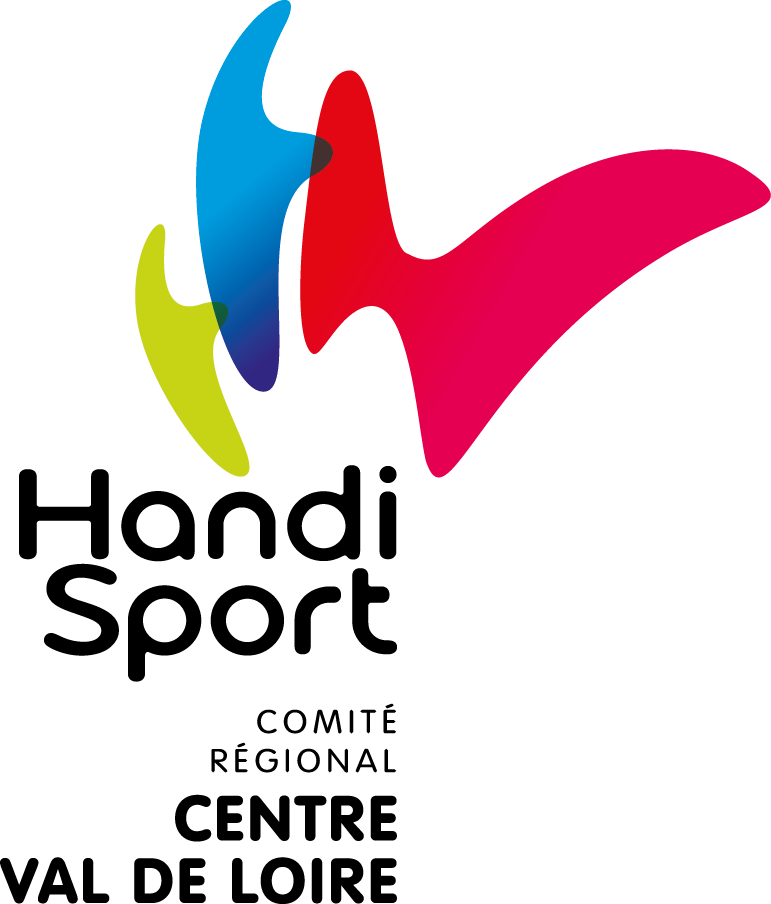 Handi
Sport
COMITÉ
RÉGIONAL
CENTRE
VAL DE LOIRE